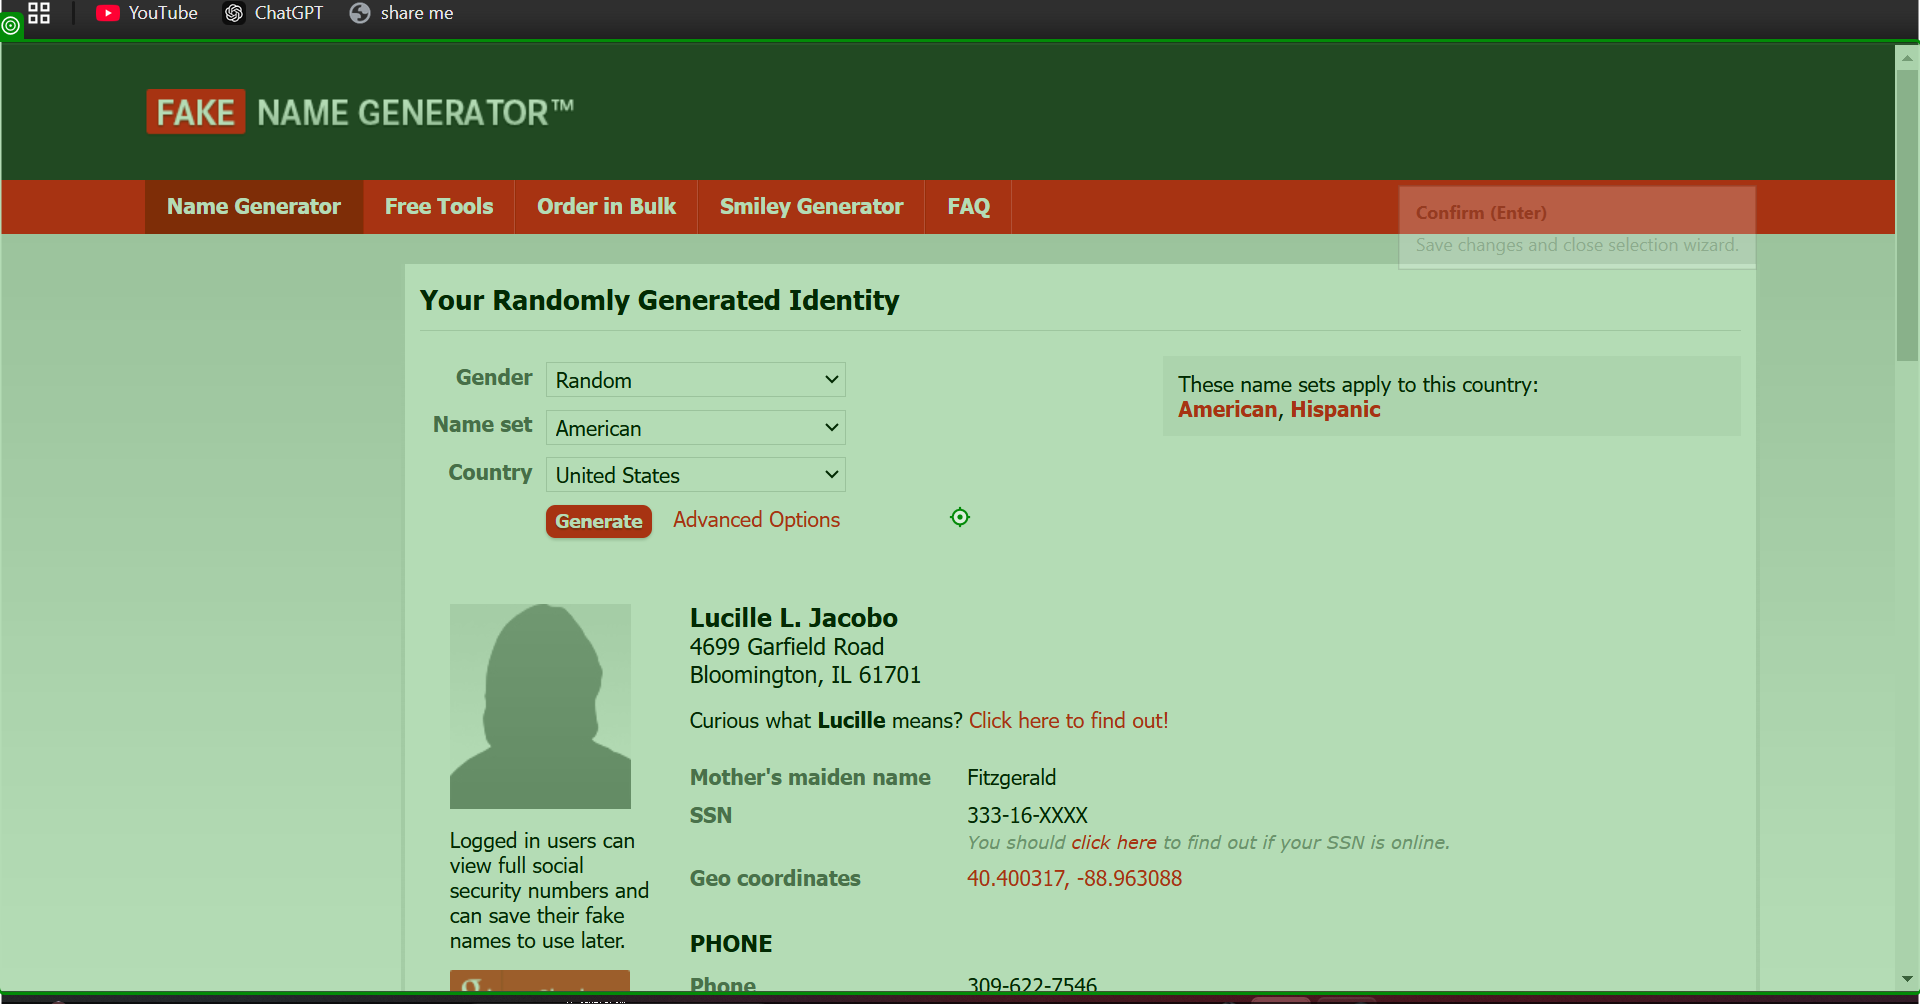 YouTube ChatGPT share me
FAKE NAME GENERATOR™
Name Generator Free Tools Order in Bulk Smiley Generator FAQ
Confirm (Enter)
Save changes and close selection wizard.
Your Randomly Generated Identity
Gender Random
Name set American
Country United States
Generate Advanced Options
These name sets apply to this country:
American, Hispanic
Lucille L. Jacobo
4699 Garfield Road
Bloomington, IL 61701
Curious what Lucille means? Click here to find out!
Mother's maiden name Fitzgerald
SSN 333-16-XXXX
You should click here to find out if your SSN is online.
Geo coordinates 40.400317, -88.963088
Logged in users can
view full social
security numbers and
can save their fake
names to use later.
PHONE
Phone 309-622-7546